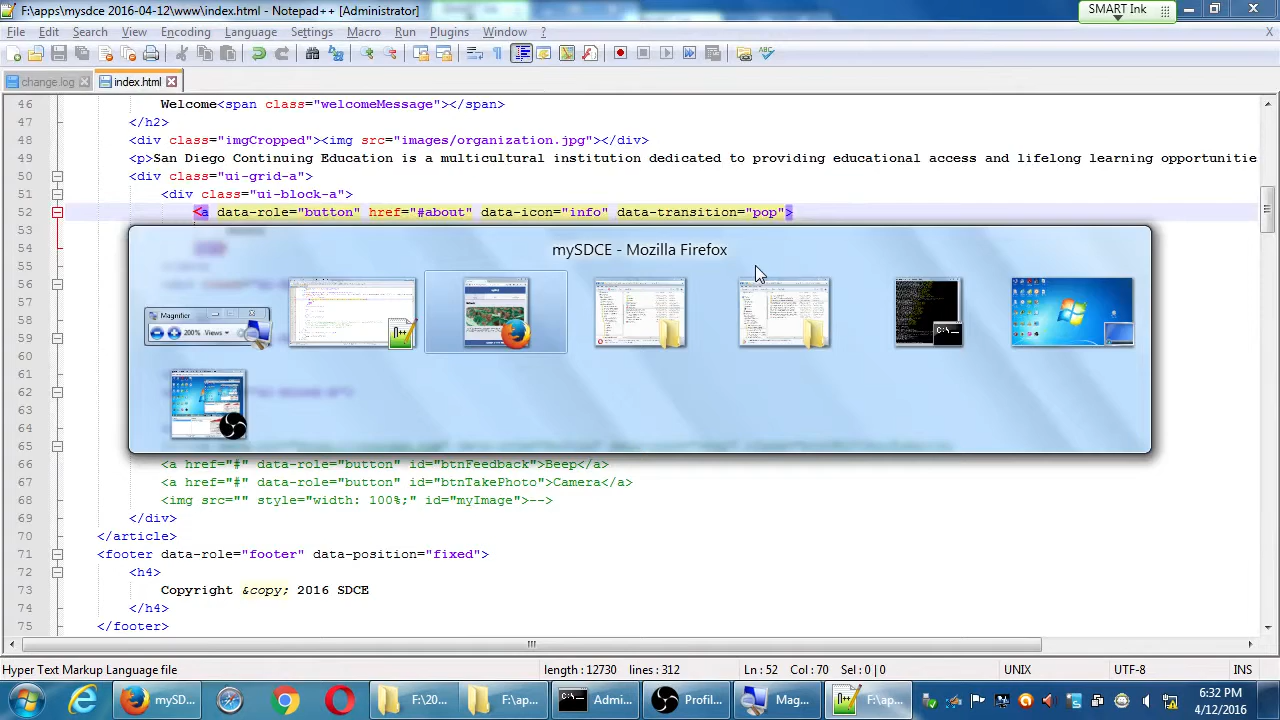 F:\apps\mysdce 2016-04-12\www\index.html - Notepad++ [Administrator]
SMART Ink
File Edit Search View Encoding Language Settings Macro Run Plugins Window ? X
change.log index.html
46 Welcome<span class="welcomeMessage"></span>
47 </h2>
48 <div class="imgCropped"><img src="images/organization.jpg"></div>
49 <p>San Diego Continuing Education is a multicultural institution dedicated to providing educational access and lifelong learning opportunitie
50 <div class="ui-grid-a">
51 <div class="ui-block-a">
52 <a data-role="button" href="#about" data-icon="info" data-transition="pop">
53
54
55
56
57
58
59
60
61
62
63
64
65
mySDCE - Mozilla Firefox
Magnifier
200% Views
66 <a href="#" data-role="button" id="btnFeedback">Beep</a>
67 <a href="#" data-role="button" id="btnTakePhoto">Camera</a>
68 <img src="" style="width: 100%;" id="myImage">-->
69 </div>
70 </article>
71 <footer data-role="footer" data-position="fixed">
72 <h4>
73 Copyright &copy; 2016 SDCE
74 </h4>
75 </footer>
Hyper Text Markup Language file length : 12730 lines : 312 Ln : 52 Col : 70 Sel : 0 | 0 UNIX UTF-8 INS
mySD... F:\20... F:\ap... Admi... Profil... Mag... F:\ap...
6:32 PM
4/12/2016